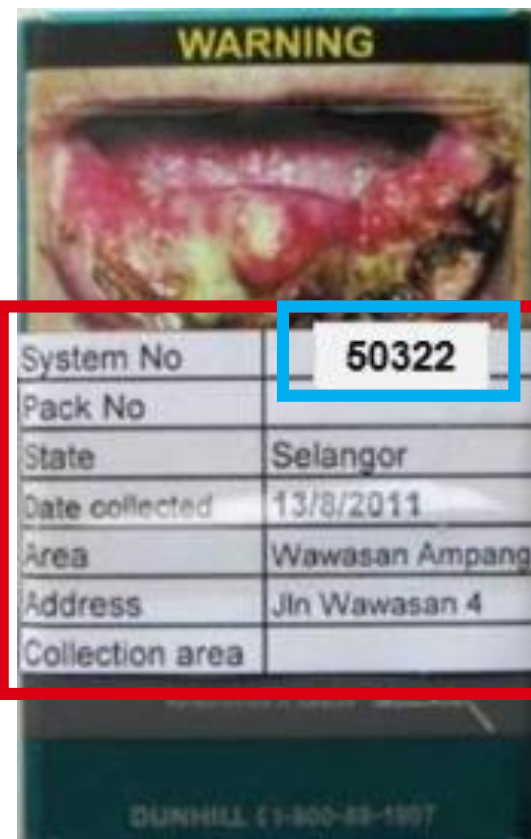 WARNING
System No 50322
Pack No
State Selangor
Date collected 13/8/2011
Area Wawasan Ampang
Address Jln Wawasan 4
Collection area
DUNHILL